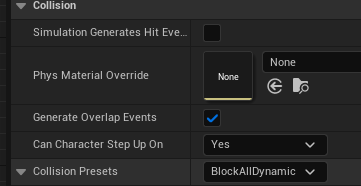 Collision
Simulation Generates Hit Eve...
Phys Material Override
None
None
Generate Overlap Events
Can Character Step Up On
Yes
Collision Presets
BlockAllDynamic